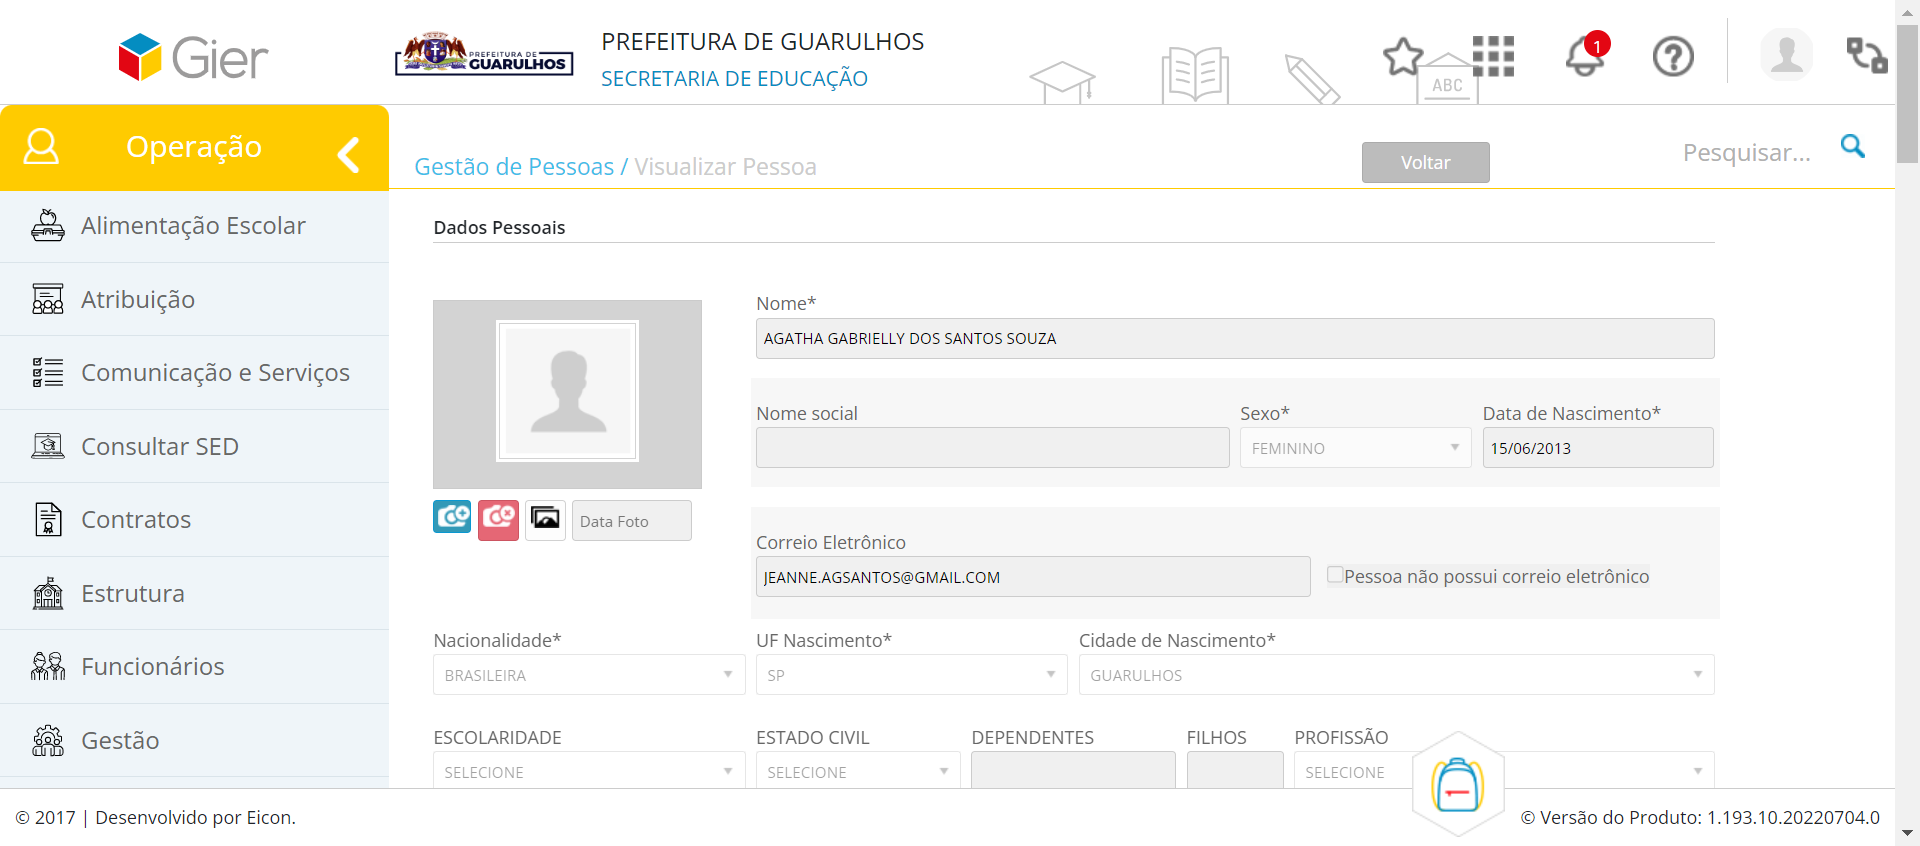 Gier
PREFEITURA DE
GUARULHOS
PREFEITURA DE GUARULHOS
SECRETARIA DE EDUCAÇÃO
ABC
1
Operação
Gestão de Pessoas / Visualizar Pessoa
Voltar
Pesquisar...
Alimentação Escolar
Atribuição
Comunicação e Serviços
Consultar SED
Contratos
Estrutura
Funcionários
Gestão
Dados Pessoais
Nome*
AGATHA GABRIELLY DOS SANTOS SOUZA
Nome social
Sexo*
Data de Nascimento*
FEMININO
15/06/2013
Data Foto
Correio Eletrônico
JEANNE.AGSANTOS@GMAIL.COM
Pessoa não possui correio eletrônico
Nacionalidade*
UF Nascimento*
Cidade de Nascimento*
BRASILEIRA
SP
GUARULHOS
ESCOLARIDADE
ESTADO CIVIL
DEPENDENTES
FILHOS
PROFISSÃO
SELECIONE
SELECIONE
SELECIONE
© 2017 | Desenvolvido por Eicon.
© Versão do Produto: 1.193.10.20220704.0